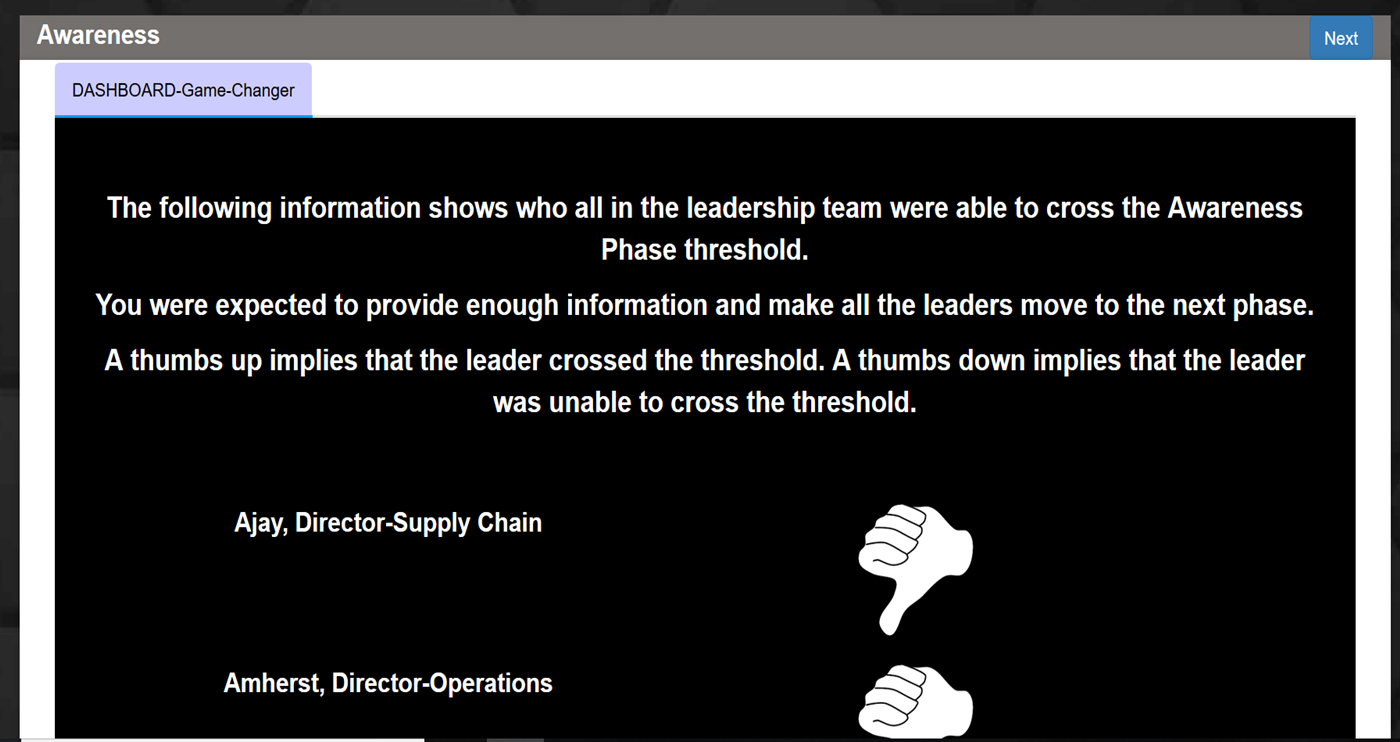 Awareness
Next
DASHBOARD-Game-Changer
The following information shows who all in the leadership team were able to cross the Awareness
Phase threshold.
You were expected to provide enough information and make all the leaders move to the next phase.
A thumbs up implies that the leader crossed the threshold. A thumbs down implies that the leader
was unable to cross the threshold.
Ajay, Director-Supply Chain
Amherst, Director-Operations